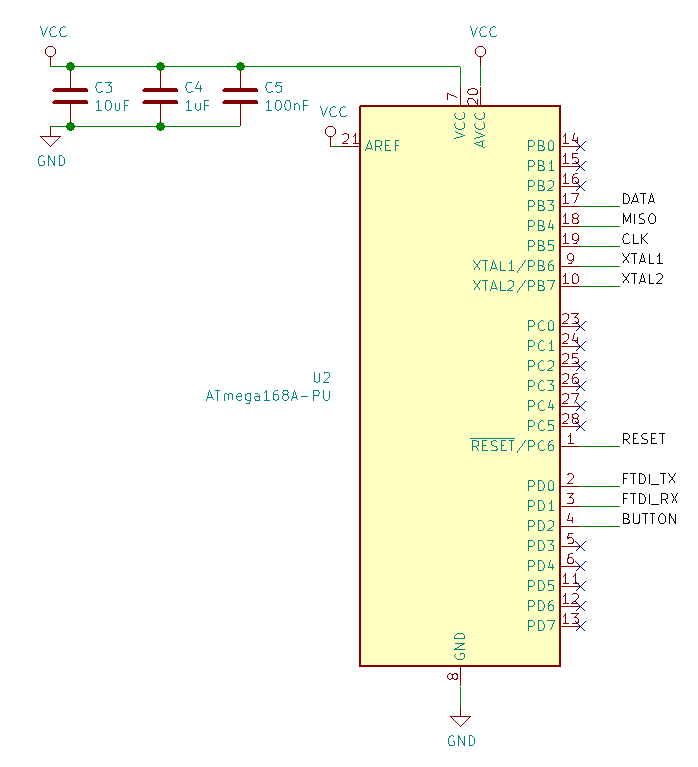 VCC
VCC
C3
10uF
C4
1uF
C5
100nF
GND
VCC
21 AREF
7 VCC
20 AVCC
PB0 14
PB1 15
PB2 16
PB3 17 DATA
PB4 18 MISO
PB5 19 CLK
XTAL1/PB6 9 XTAL1
XTAL2/PB7 10 XTAL2
PC0 23
PC1 24
PC2 25
PC3 26
PC4 27
PC5 28
RESET/PC6 1 RESET
U2
ATmega168A-PU
PD0 2 FTDI_TX
PD1 3 FTDI_RX
PD2 4 BUTTON
PD3 5
PD4 6
PD5 11
PD6 12
PD7 13
GND 8
GND